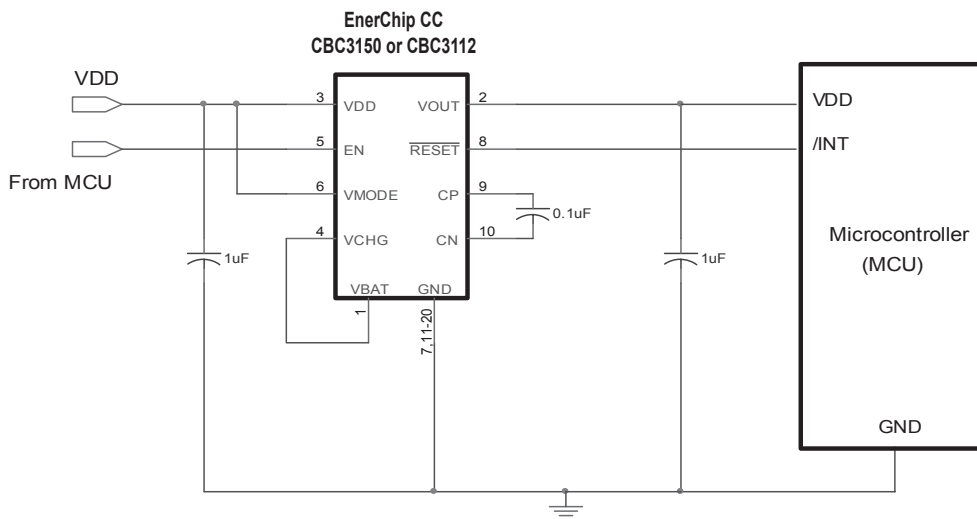 EnerChip CC
CBC3150 or CBC3112
VDD
From MCU
3
VDD
VOUT
2
5
EN
RESET
8
6
VMODE
CP
9
4
VCHG
CN
10
VBAT
GND
1
7,11-20
1uF
0.1uF
1uF
VDD
/INT
Microcontroller
(MCU)
GND